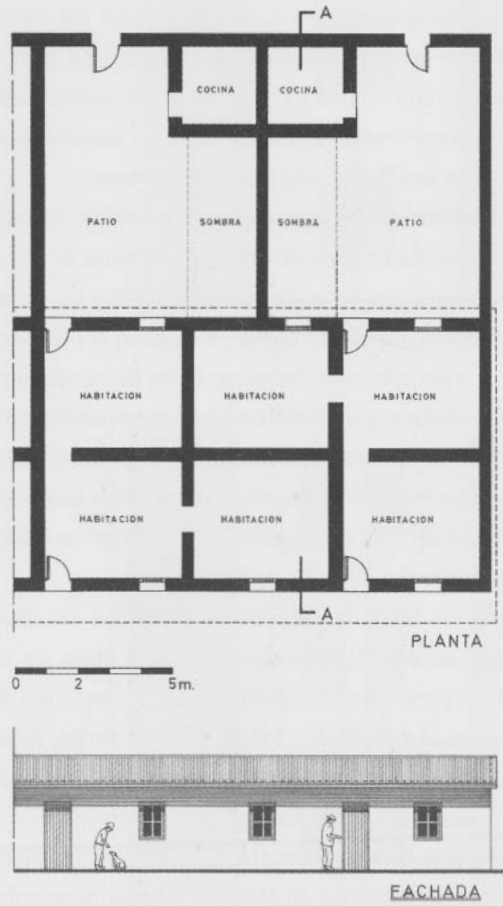 A
COCINA COCINA
PATIO SOMBRA SOMBRA PATIO
HABITACION HABITACION HABITACION
HABITACION HABITACION HABITACION
A
PLANTA
0 2 5m.
FACHADA